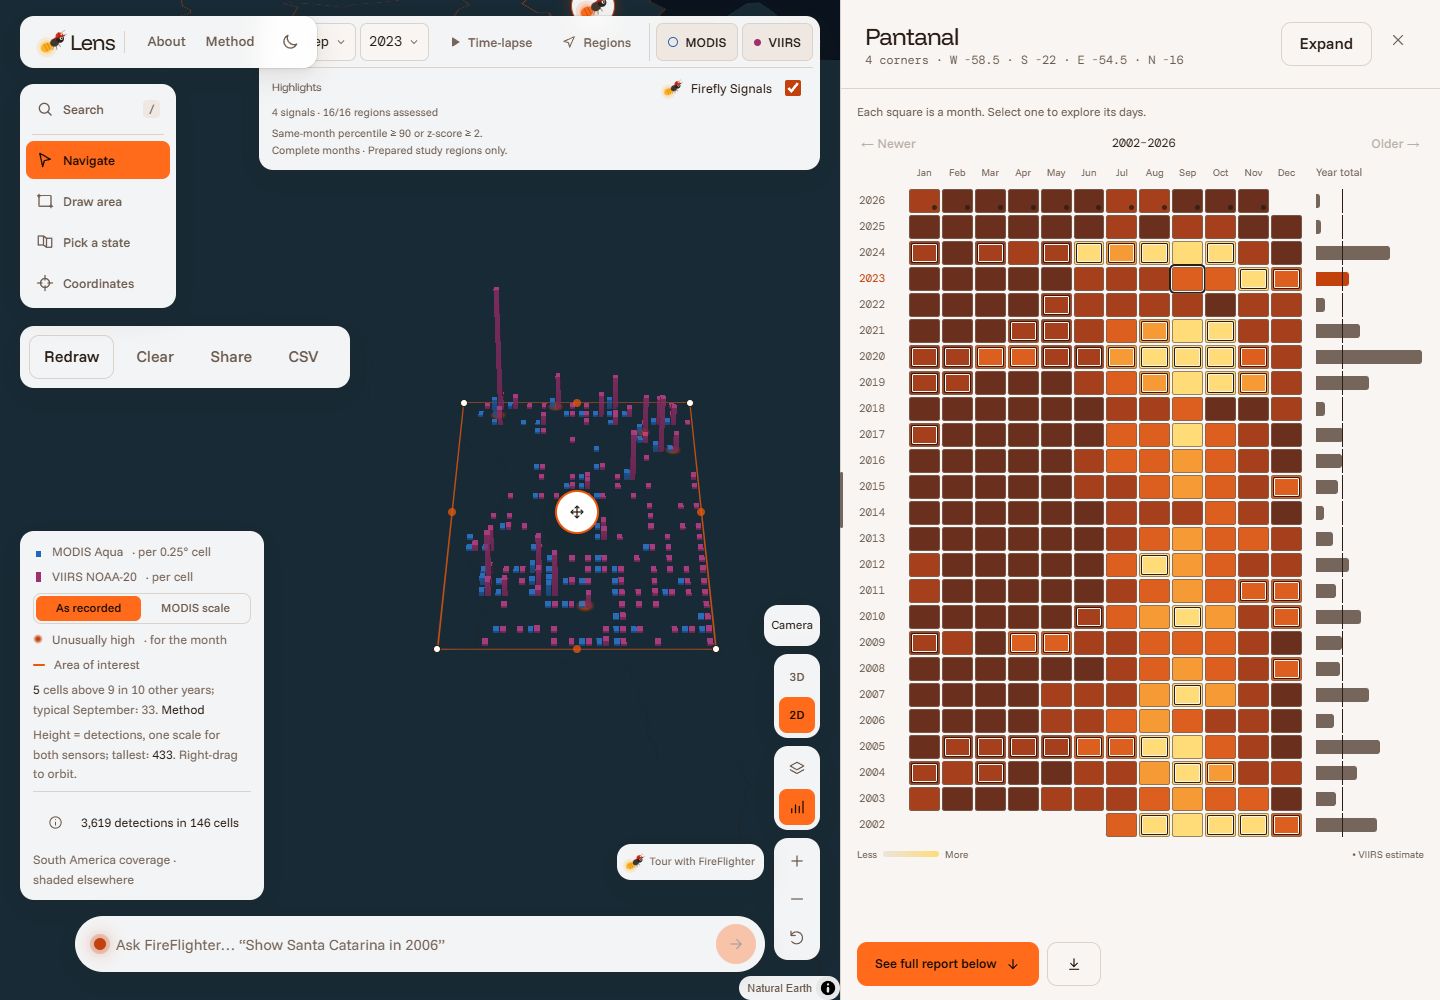 Lens
About
Method
ep
2023
Time-lapse
Regions
MODIS
VIIRS
Highlights
Firefly Signals
4 signals · 16/16 regions assessed
Same-month percentile ≥ 90 or z-score ≥ 2.
Complete months · Prepared study regions only.
Search
/
Navigate
Draw area
Pick a state
Coordinates
Redraw
Clear
Share
CSV
MODIS Aqua · per 0.25° cell
VIIRS NOAA-20 · per cell
As recorded
MODIS scale
Unusually high · for the month
Area of interest
5 cells above 9 in 10 other years;
typical September: 33. Method
Height = detections, one scale for
both sensors; tallest: 433. Right-drag
to orbit.
3,619 detections in 146 cells
South America coverage ·
shaded elsewhere
Camera
3D
2D
Tour with FireFlighter
Ask FireFlighter... “Show Santa Catarina in 2006”
Natural Earth
Pantanal
4 corners · W -58.5 · S -22 · E -54.5 · N -16
Expand
Each square is a month. Select one to explore its days.
← Newer
2002–2026
Older →
Jan Feb Mar Apr May Jun Jul Aug Sep Oct Nov Dec Year total
2026
2025
2024
2023
2022
2021
2020
2019
2018
2017
2016
2015
2014
2013
2012
2011
2010
2009
2008
2007
2006
2005
2004
2003
2002
Less
More
• VIIRS estimate
See full report below ↓